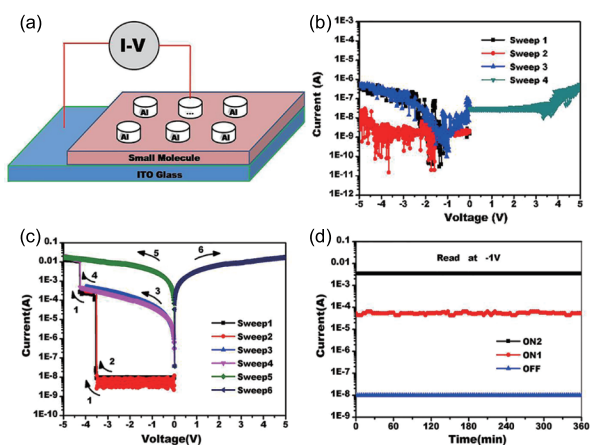 (a)
I-V
Al
...
Al
Al
Al
Al
Small Molecule
ITO Glass
(b)
Current (A)
1E-3
1E-4
1E-5
1E-6
1E-7
1E-8
1E-9
1E-10
1E-11
1E-12
Sweep 1
Sweep 2
Sweep 3
Sweep 4
-5 -4 -3 -2 -1 0 1 2 3 4 5
Voltage (V)
(c)
Current(A)
0.1
0.01
1E-3
1E-4
1E-5
1E-6
1E-7
1E-8
1E-9
1E-10
5
6
4
3
1
2
1
Sweep1
Sweep2
Sweep3
Sweep4
Sweep5
Sweep6
-5 -4 -3 -2 -1 0 1 2 3 4 5
Voltage(V)
(d)
Current(A)
0.1
0.01
1E-3
1E-4
1E-5
1E-6
1E-7
1E-8
1E-9
Read at -1V
ON2
ON1
OFF
0 60 120 180 240 300 360
Time(min)